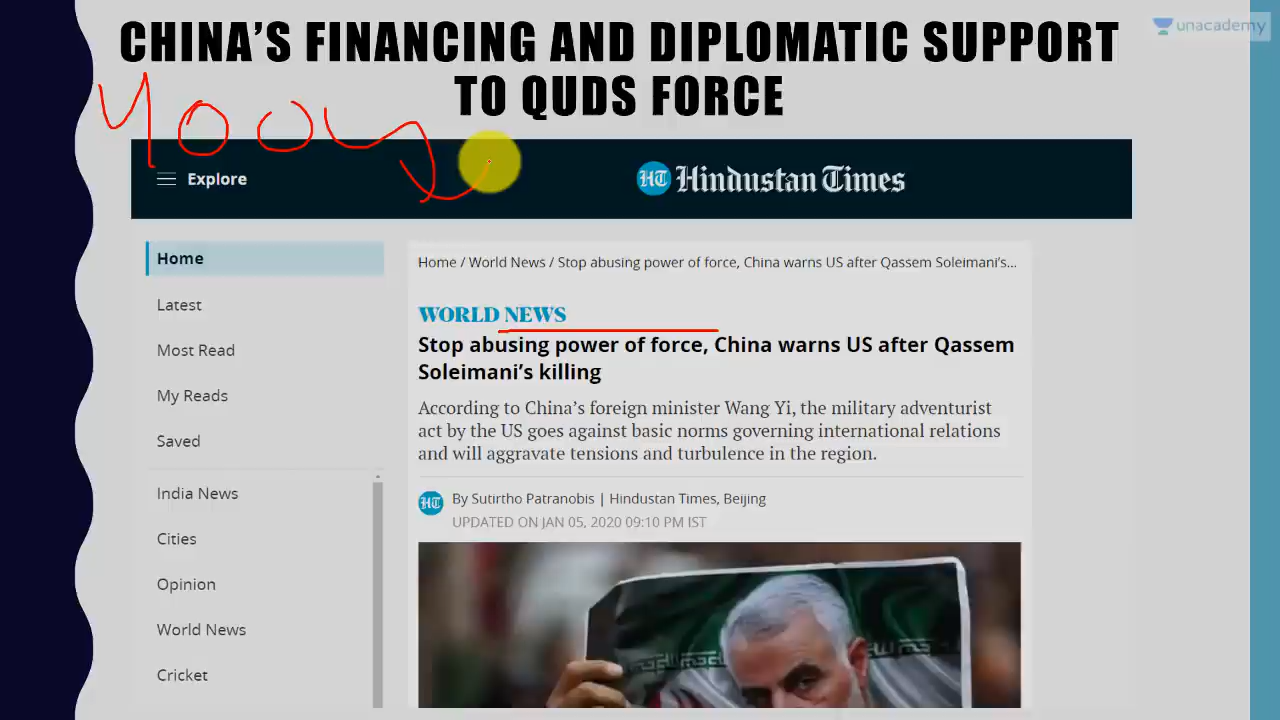 CHINA'S FINANCING AND DIPLOMATIC SUPPORT
TO QUDS FORCE
unacademy
Explore
HT Hindustan Times
Home
Latest
Most Read
My Reads
Saved
India News
Cities
Opinion
World News
Cricket
Home / World News / Stop abusing power of force, China warns US after Qassem Soleimani's...
WORLD NEWS
Stop abusing power of force, China warns US after Qassem
Soleimani's killing
According to China's foreign minister Wang Yi, the military adventurist
act by the US goes against basic norms governing international relations
and will aggravate tensions and turbulence in the region.
HT
By Sutirtho Patranobis | Hindustan Times, Beijing
UPDATED ON JAN 05, 2020 09:10 PM IST